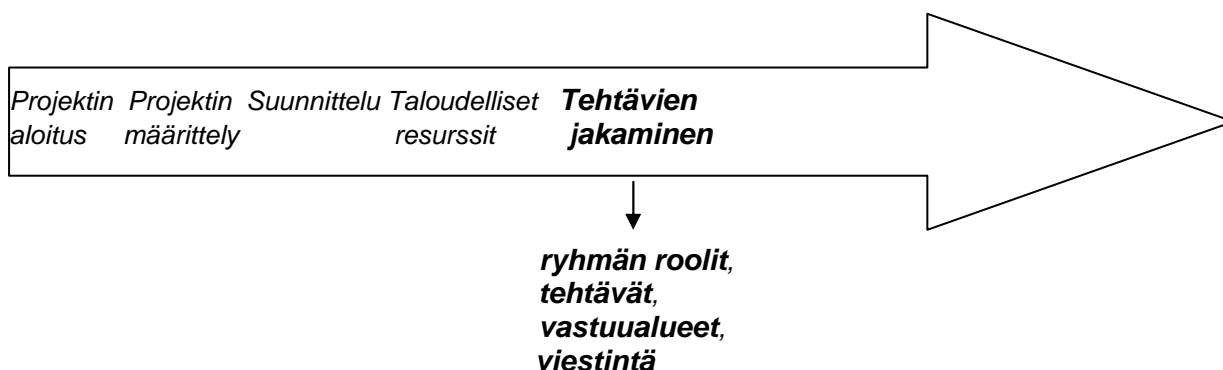 Projektin Projektin Suunnittelu Taloudelliset Tehtävien
aloitus määrittely resurssit jakaminen
ryhmän roolit,
tehtävät,
vastuualueet,
viestintä